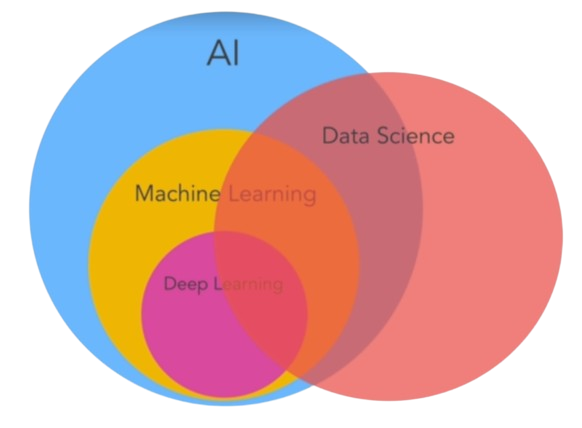 AI
Data Science
Machine Learning
Deep Learning